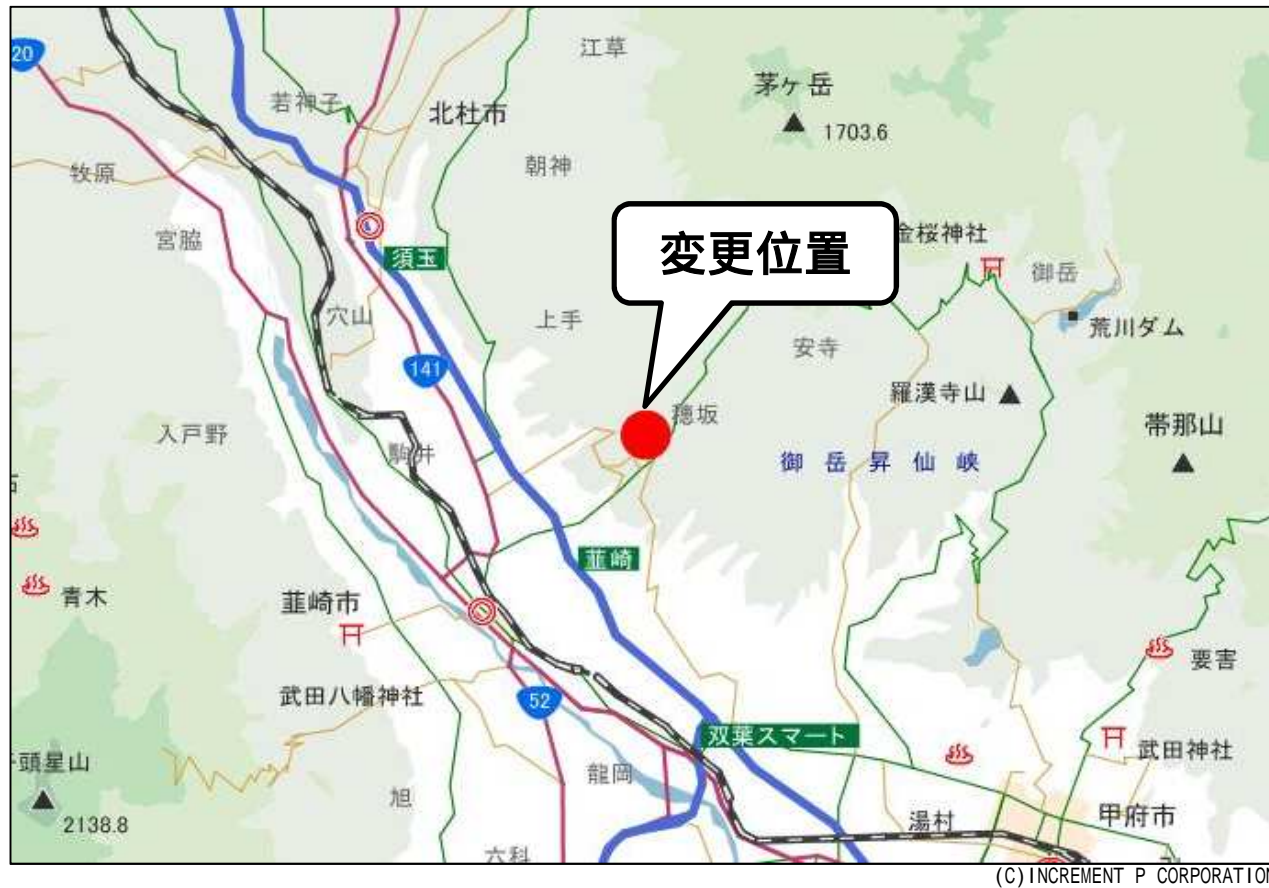 江草
20
茅ヶ岳
若神子
北杜市
1703.6
朝神
牧原
金桜神社
宮脇
変更位置
須玉
御岳
穴山
上手
荒川ダム
安寺
141
羅漢寺山
穂坂
帯那山
入戸野
駒井
御岳昇仙峡
韮崎
青木
韮崎市
要害
武田八幡神社
52
双葉スマート
武田神社
頭星山
龍岡
旭
湯村
甲府市
2138.8
六科
(C)INCREMENT P CORPORATION